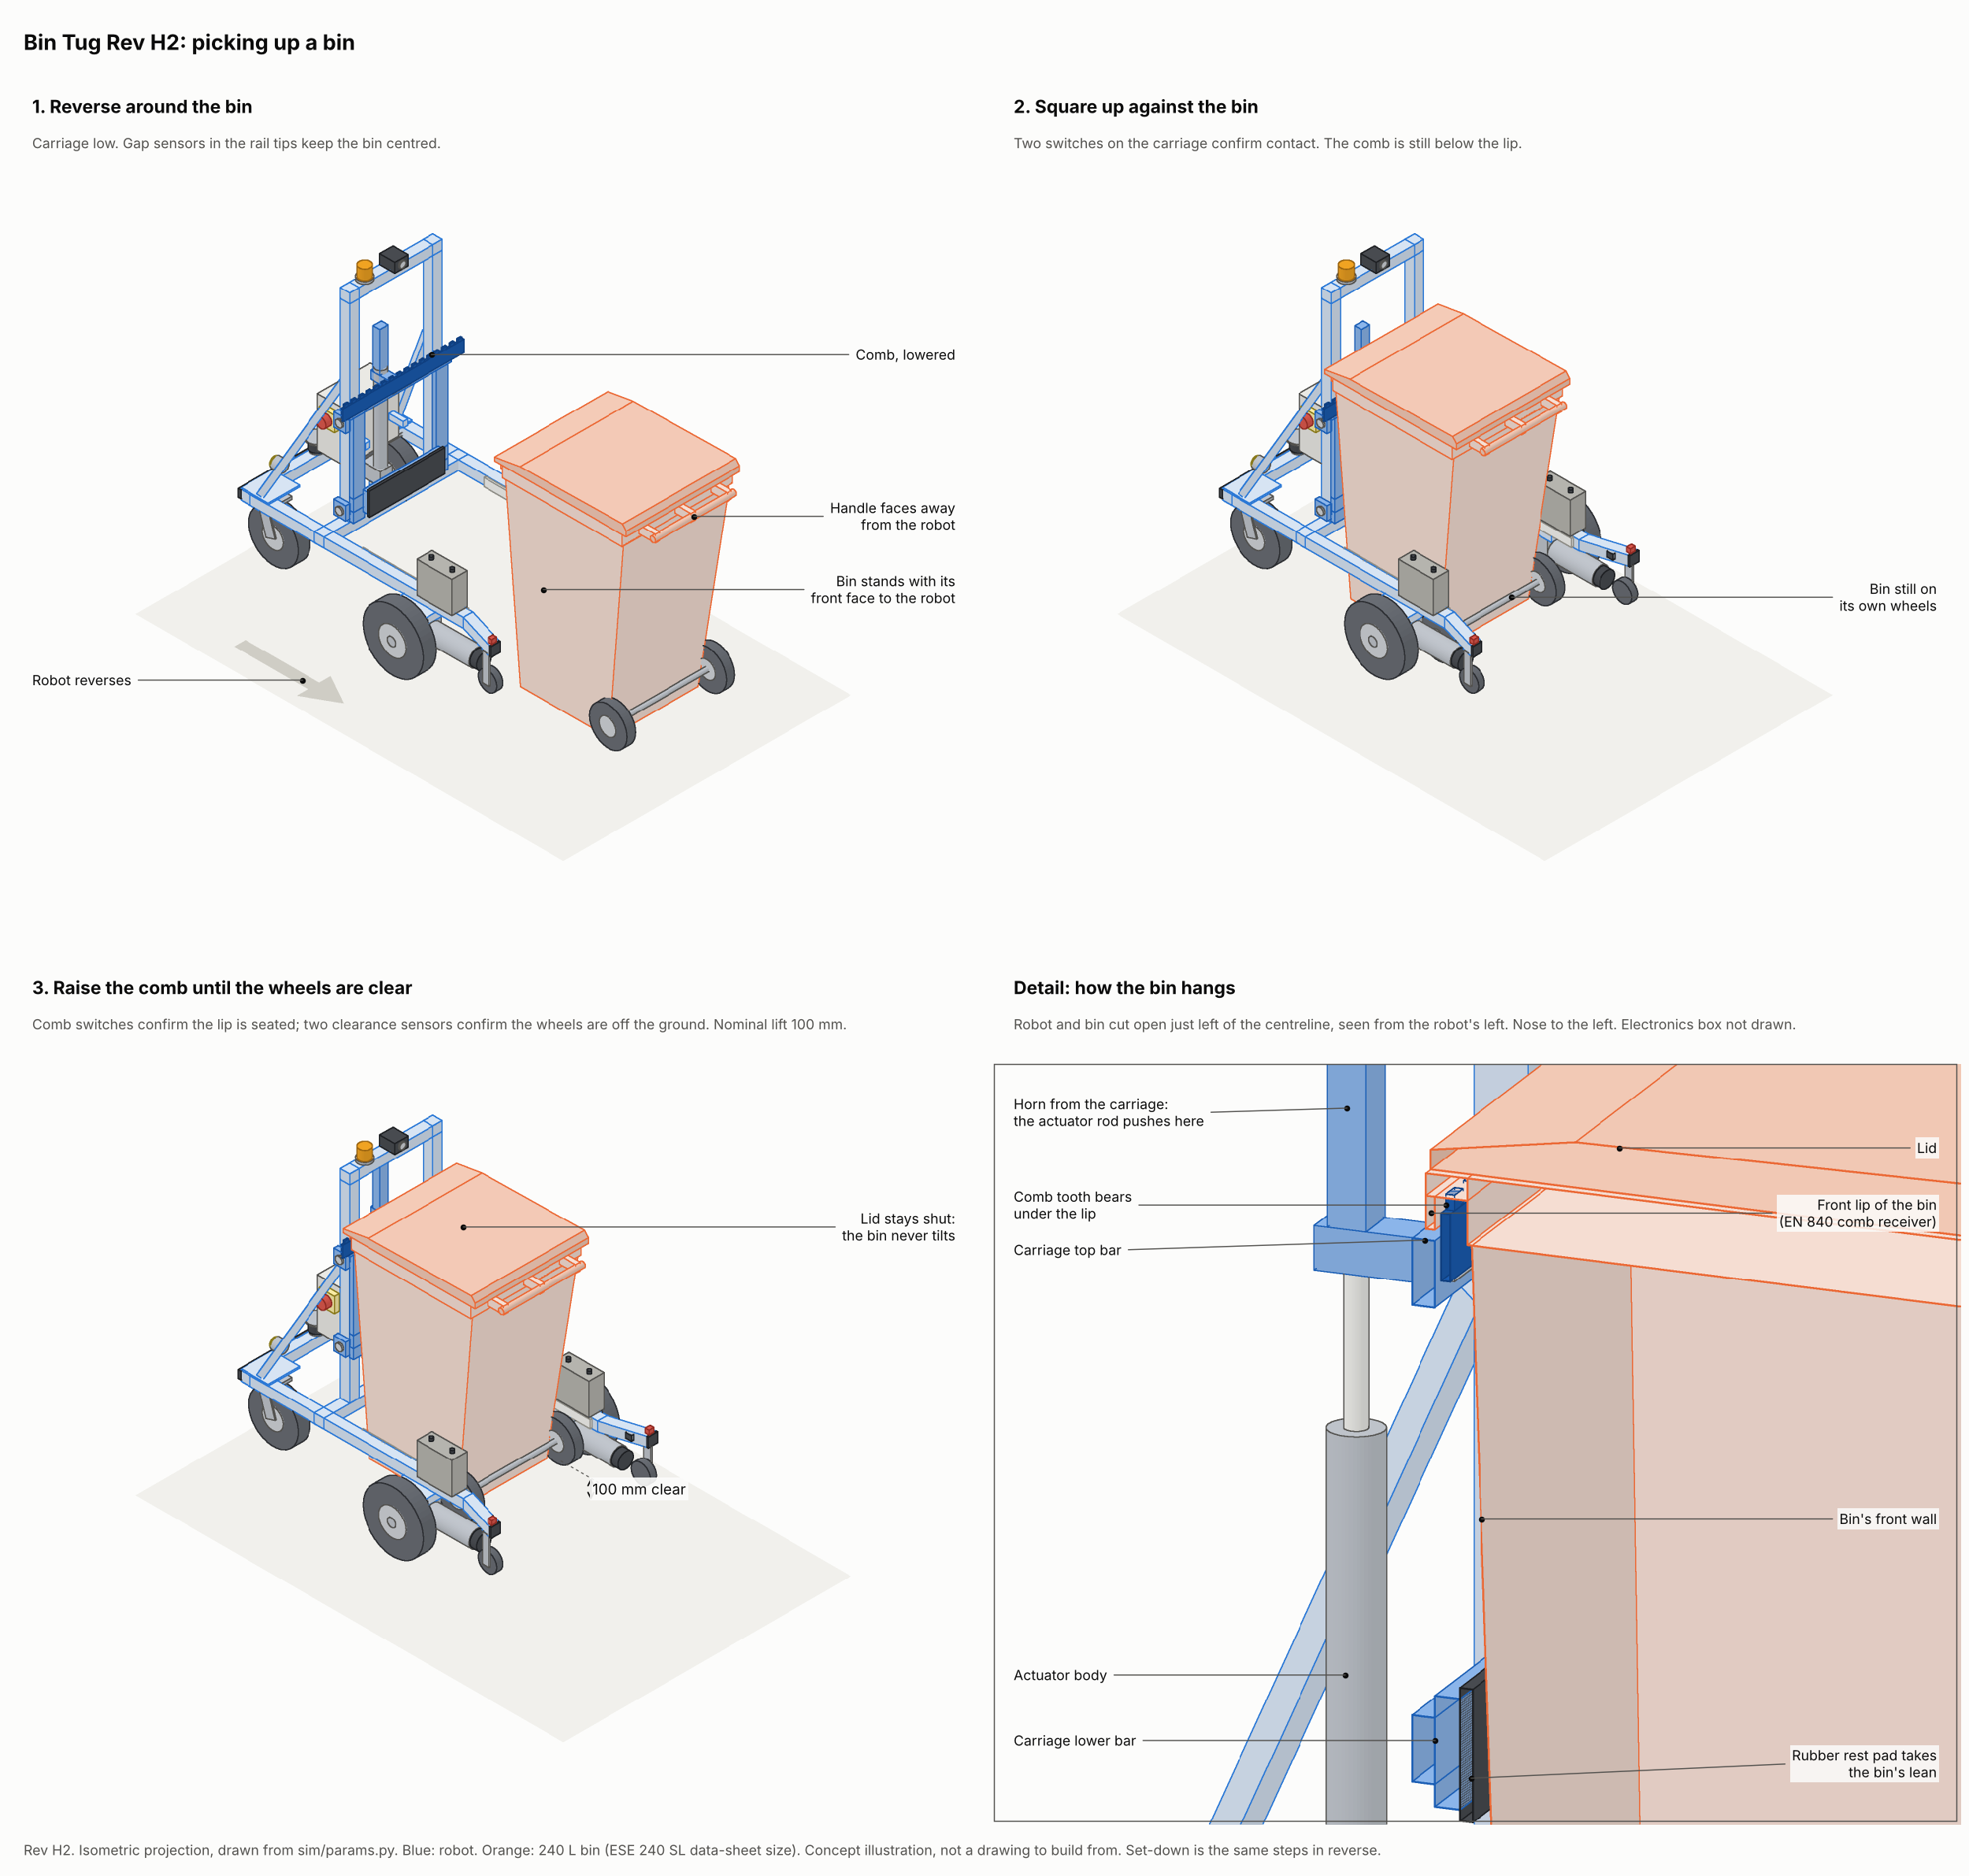 Bin Tug Rev H2: picking up a bin
1. Reverse around the bin
Carriage low. Gap sensors in the rail tips keep the bin centred.
Comb, lowered
Handle faces away
from the robot
Bin stands with its
front face to the robot
Robot reverses
2. Square up against the bin
Two switches on the carriage confirm contact. The comb is still below the lip.
Bin still on
its own wheels
3. Raise the comb until the wheels are clear
Comb switches confirm the lip is seated; two clearance sensors confirm the wheels are off the ground. Nominal lift 100 mm.
Lid stays shut:
the bin never tilts
100 mm clear
Detail: how the bin hangs
Robot and bin cut open just left of the centreline, seen from the robot's left. Nose to the left. Electronics box not drawn.
Horn from the carriage:
the actuator rod pushes here
Lid
Comb tooth bears
under the lip
Front lip of the bin
(EN 840 comb receiver)
Carriage top bar
Bin's front wall
Actuator body
Carriage lower bar
Rubber rest pad takes
the bin's lean
Rev H2. Isometric projection, drawn from sim/params.py. Blue: robot. Orange: 240 L bin (ESE 240 SL data-sheet size). Concept illustration, not a drawing to build from. Set-down is the same steps in reverse.